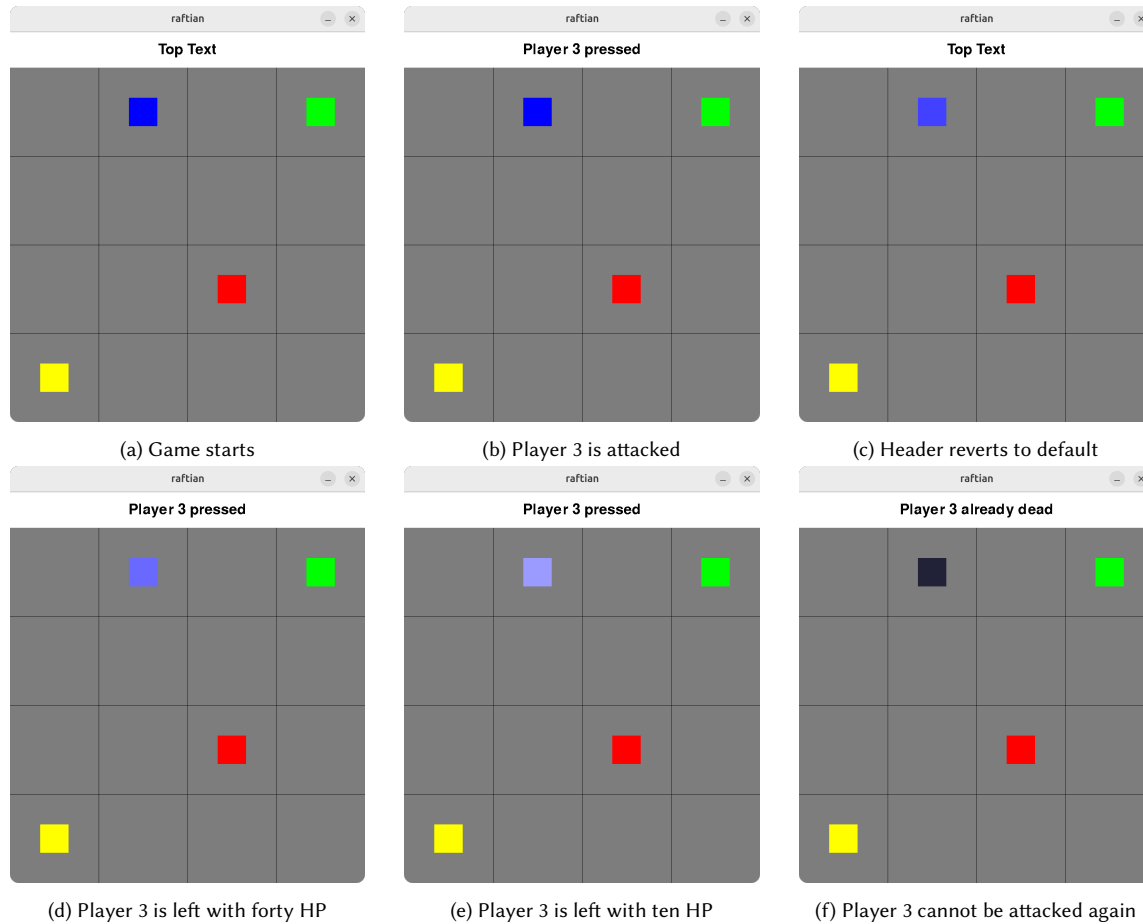 raftian
Top Text
(a) Game starts
raftian
Player 3 pressed
(b) Player 3 is attacked
raftian
Top Text
(c) Header reverts to default
raftian
Player 3 pressed
(d) Player 3 is left with forty HP
raftian
Player 3 pressed
(e) Player 3 is left with ten HP
raftian
Player 3 already dead
(f) Player 3 cannot be attacked again